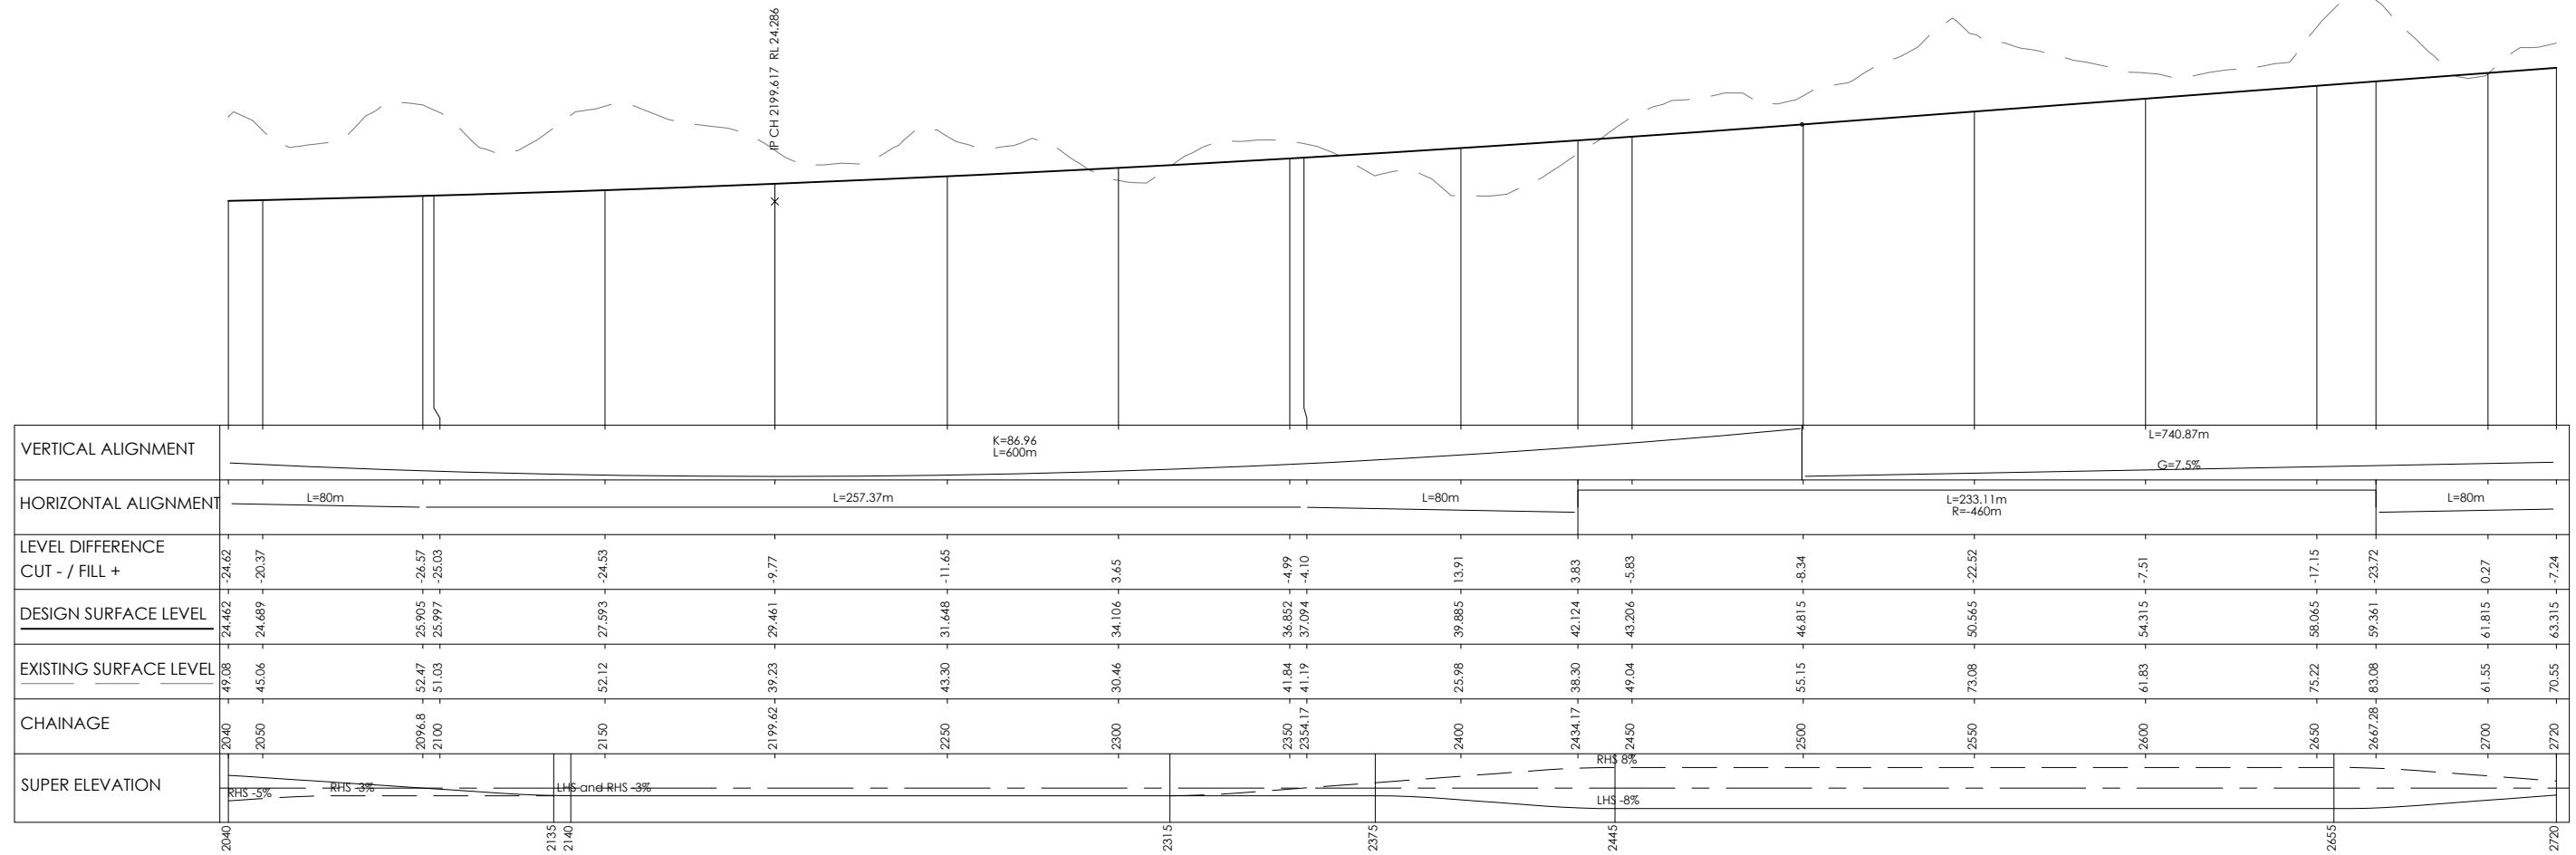 IP CH 2199.617 RL 24.286
VERTICAL ALIGNMENT
K=86.96
L=600m
L=740.87m
G=7.5%
HORIZONTAL ALIGNMENT
L=80m
L=257.37m
L=80m
L=233.11m
R=-460m
L=80m
LEVEL DIFFERENCE
CUT - / FILL +
-24.62 -20.37 -26.57 -25.03 -24.53 -9.77 -11.65 3.65 -4.99 -4.10 13.91 3.83 -5.83 -8.34 -22.52 -7.51 -17.15 -23.72 0.27 -7.24
DESIGN SURFACE LEVEL
24.462 24.689 25.905 25.997 27.593 29.461 31.648 34.106 36.852 37.094 39.885 42.124 43.206 46.815 50.565 54.315 58.065 59.361 61.815 63.315
EXISTING SURFACE LEVEL
49.08 45.06 52.47 51.03 52.12 39.23 43.30 30.46 41.84 41.19 25.98 38.30 49.04 55.15 73.08 61.83 75.22 83.08 61.55 70.55
CHAINAGE
2040 2050 2096.8 2100 2150 2199.62 2250 2300 2350 2354.17 2400 2434.17 2450 2500 2550 2600 2650 2667.28 2700 2720
SUPER ELEVATION
RHS -5%
RHS -3%
LHS and RHS -3%
RHS 8%
LHS -8%
2040 2135 2140 2315 2375 2445 2655 2720